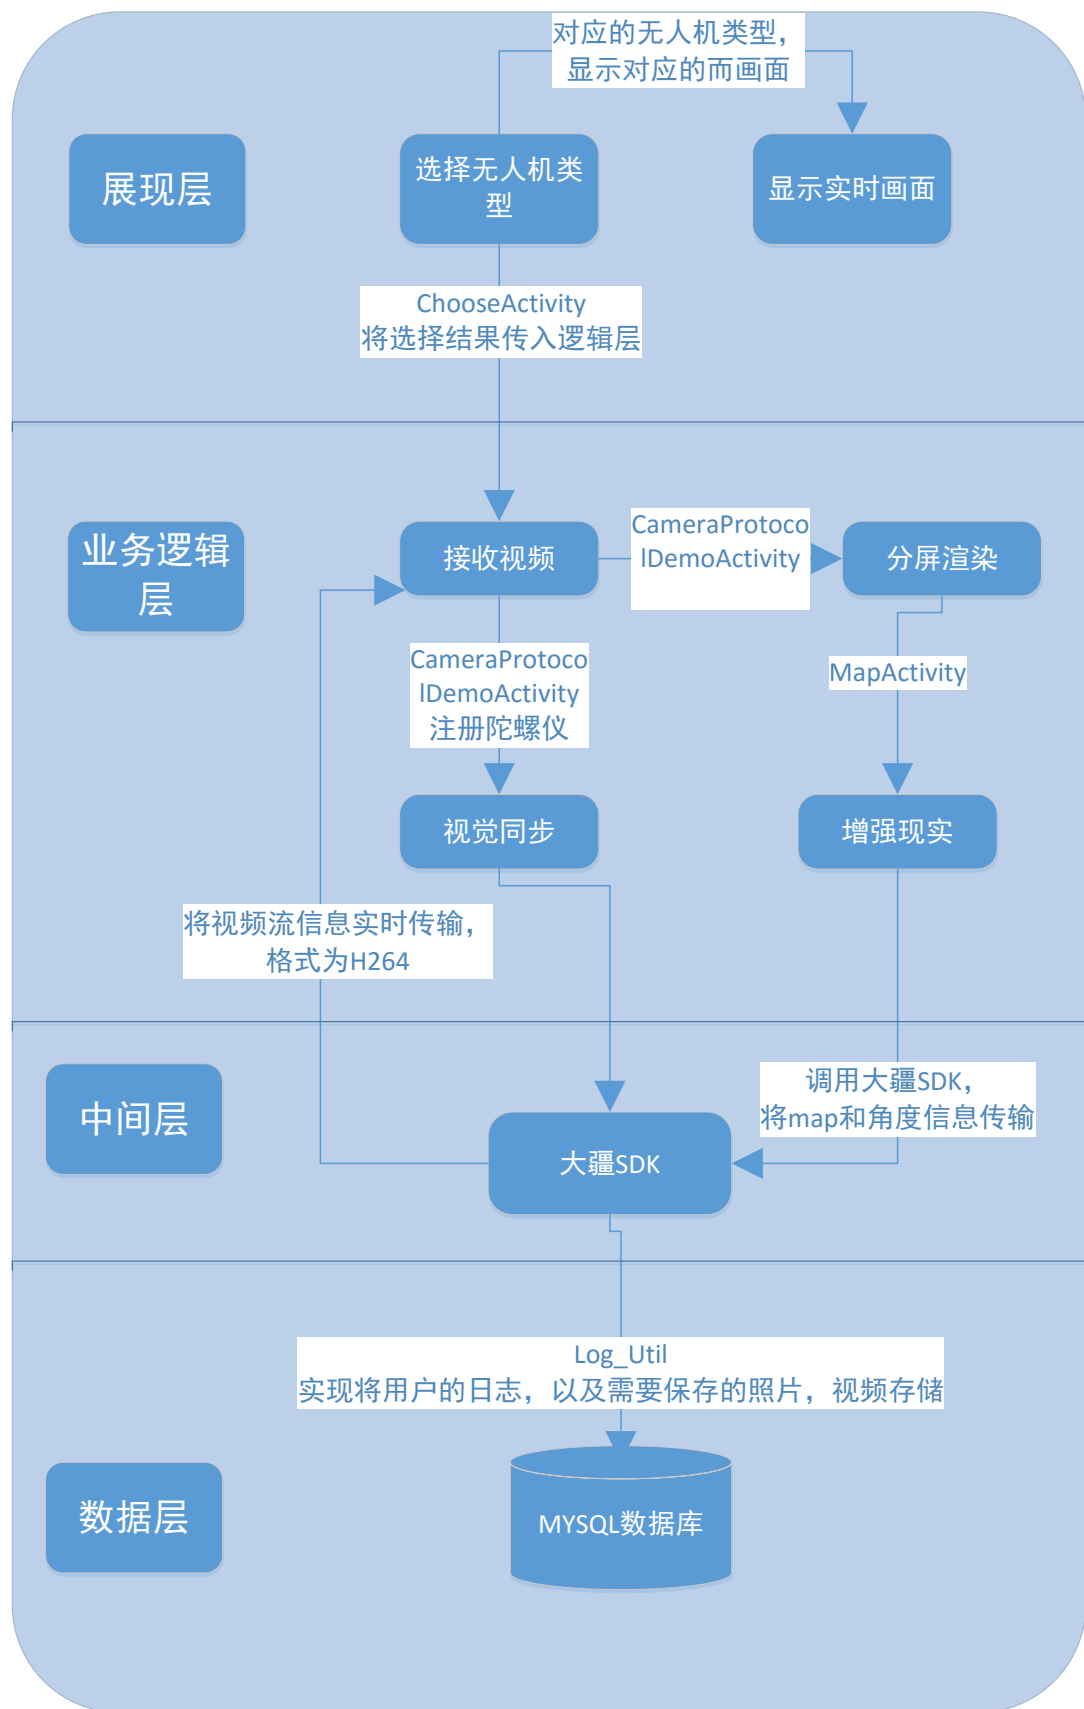 对应的无人机类型，
显示对应的而画面
展现层
选择无人机类
型
显示实时画面
ChooseActivity
将选择结果传入逻辑层
业务逻辑
层
接收视频
CameraProtoco
lDemoActivity
分屏渲染
CameraProtoco
lDemoActivity
注册陀螺仪
MapActivity
视觉同步
增强现实
将视频流信息实时传输，
格式为H264
中间层
调用大疆SDK，
将map和角度信息传输
大疆SDK
Log_Util
实现将用户的日志，以及需要保存的照片，视频存储
数据层
MYSQL数据库